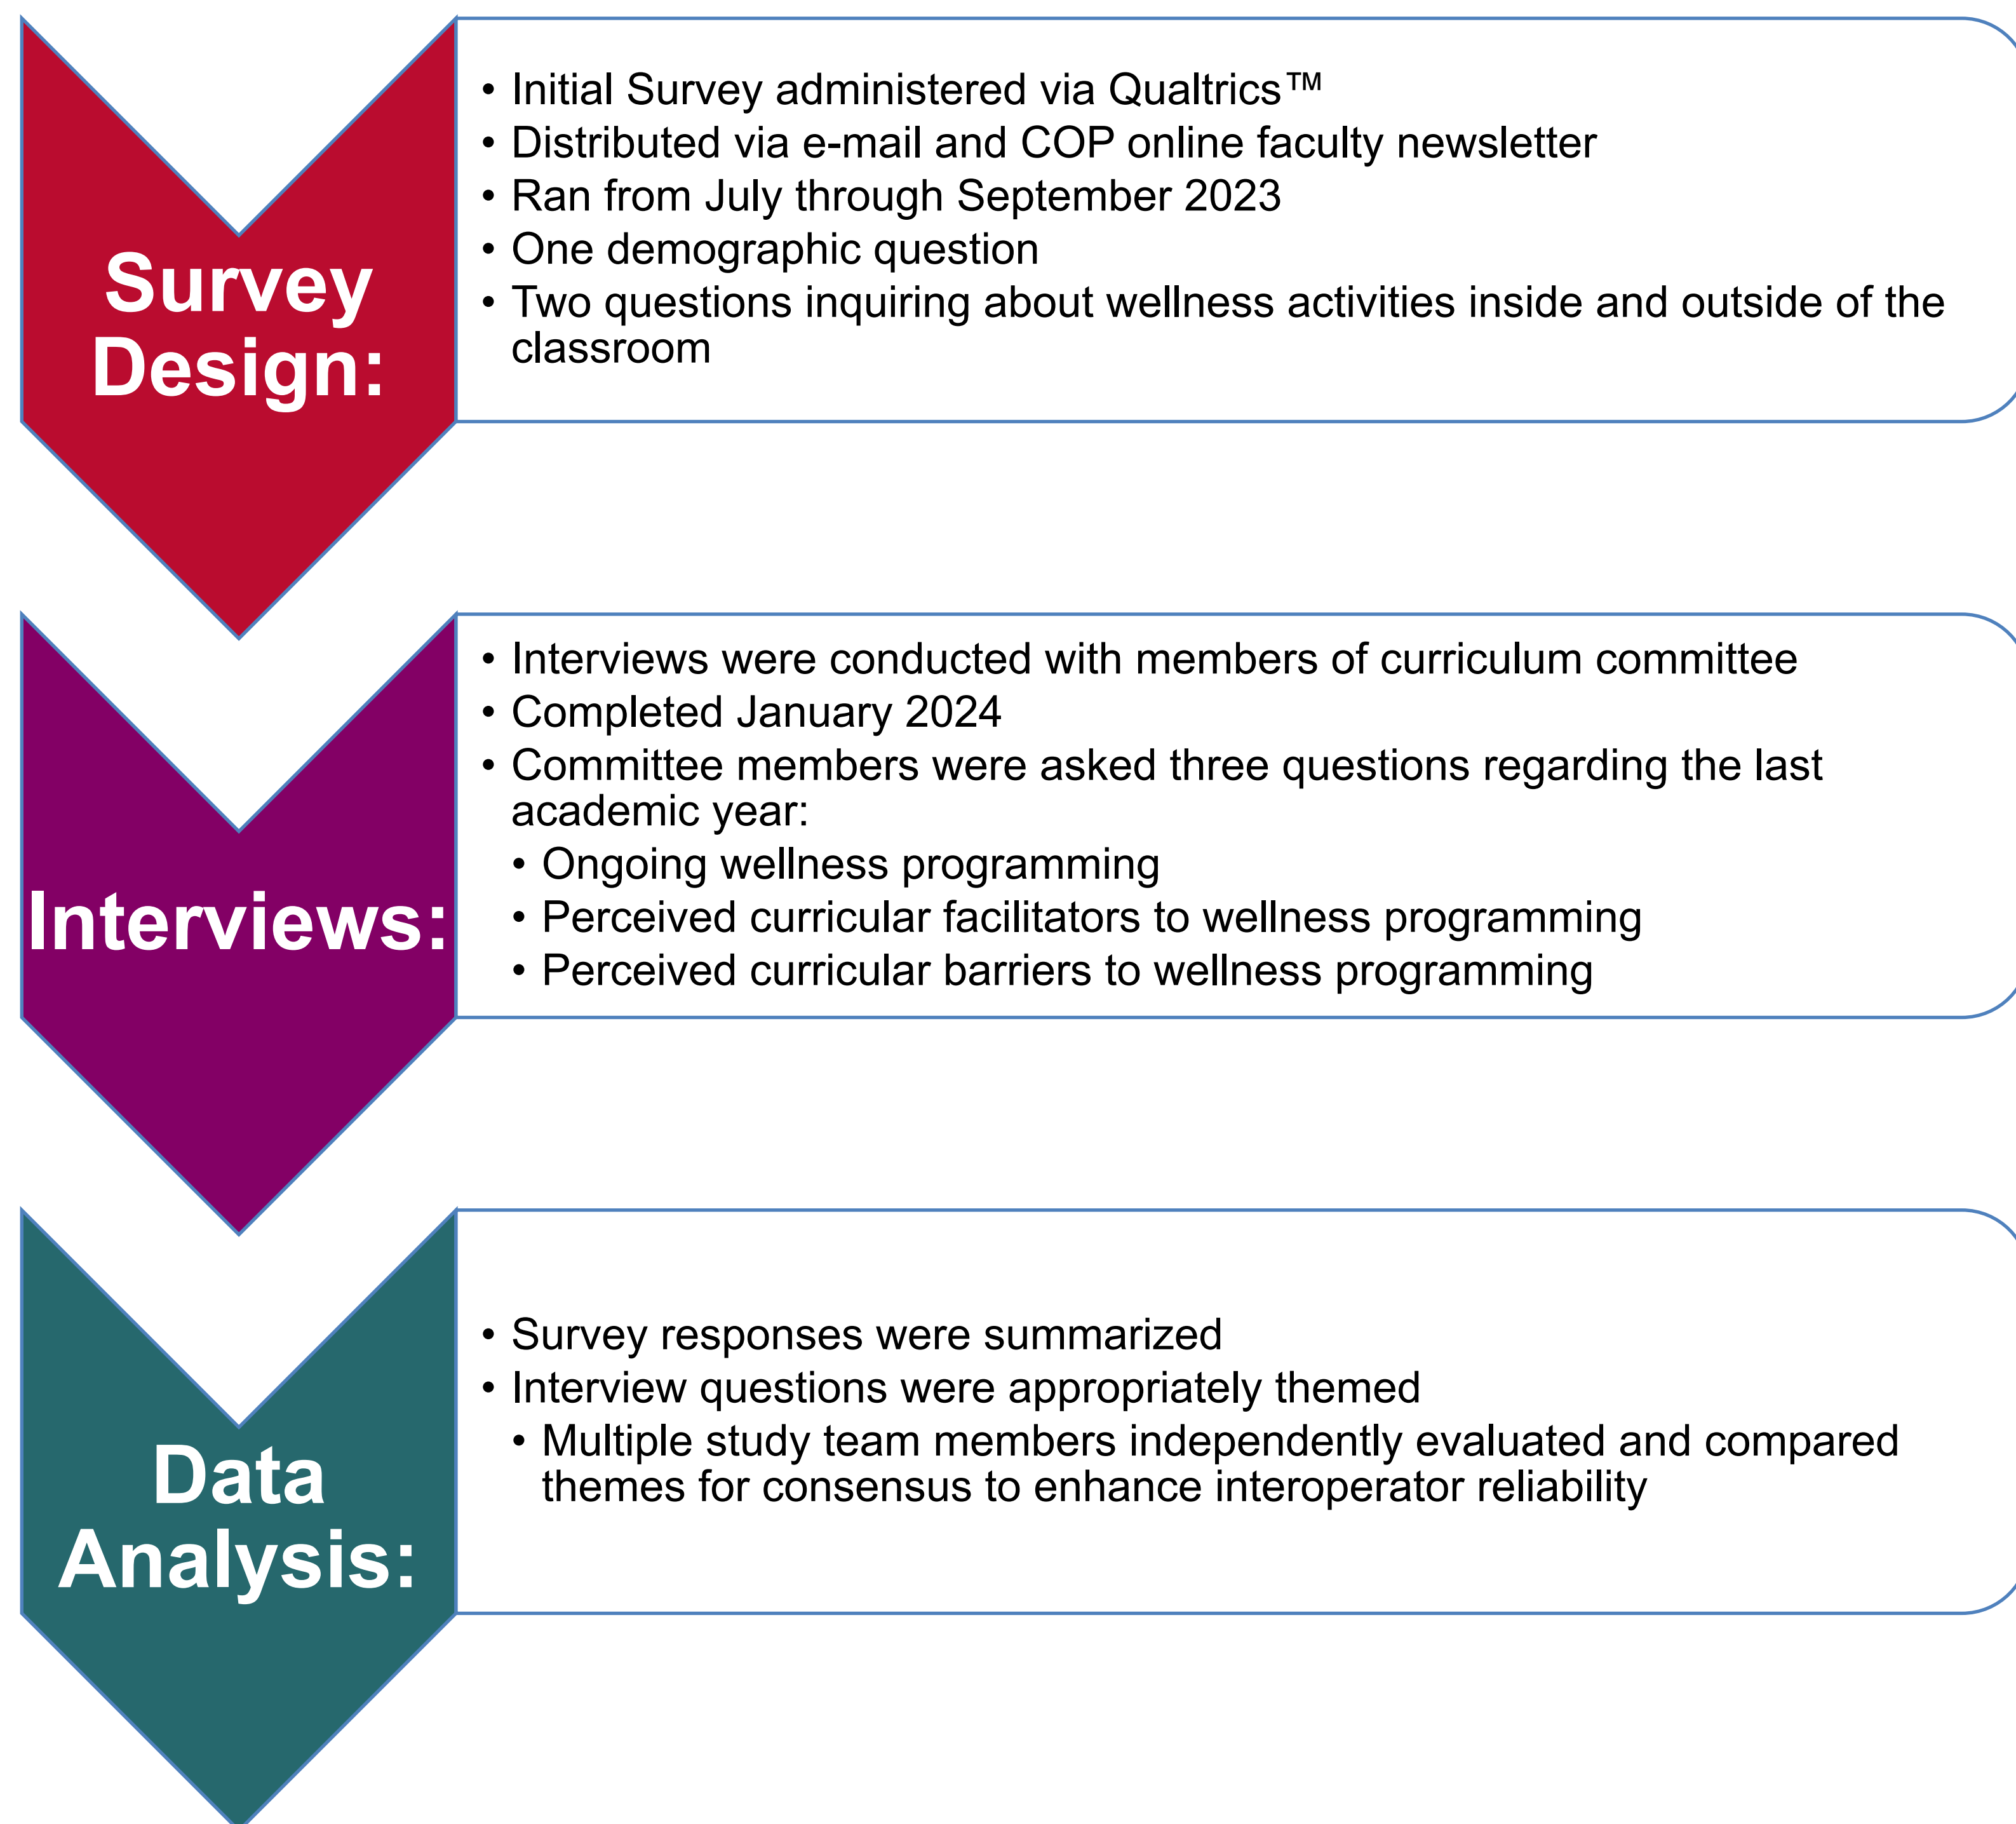 Survey
Design:
• Initial Survey administered via Qualtrics™
• Distributed via e-mail and COP online faculty newsletter
• Ran from July through September 2023
• One demographic question
• Two questions inquiring about wellness activities inside and outside of the
classroom
Interviews:
• Interviews were conducted with members of curriculum committee
• Completed January 2024
• Committee members were asked three questions regarding the last
academic year:
• Ongoing wellness programming
• Perceived curricular facilitators to wellness programming
• Perceived curricular barriers to wellness programming
Data
Analysis:
• Survey responses were summarized
• Interview questions were appropriately themed
• Multiple study team members independently evaluated and compared
themes for consensus to enhance interoperator reliability